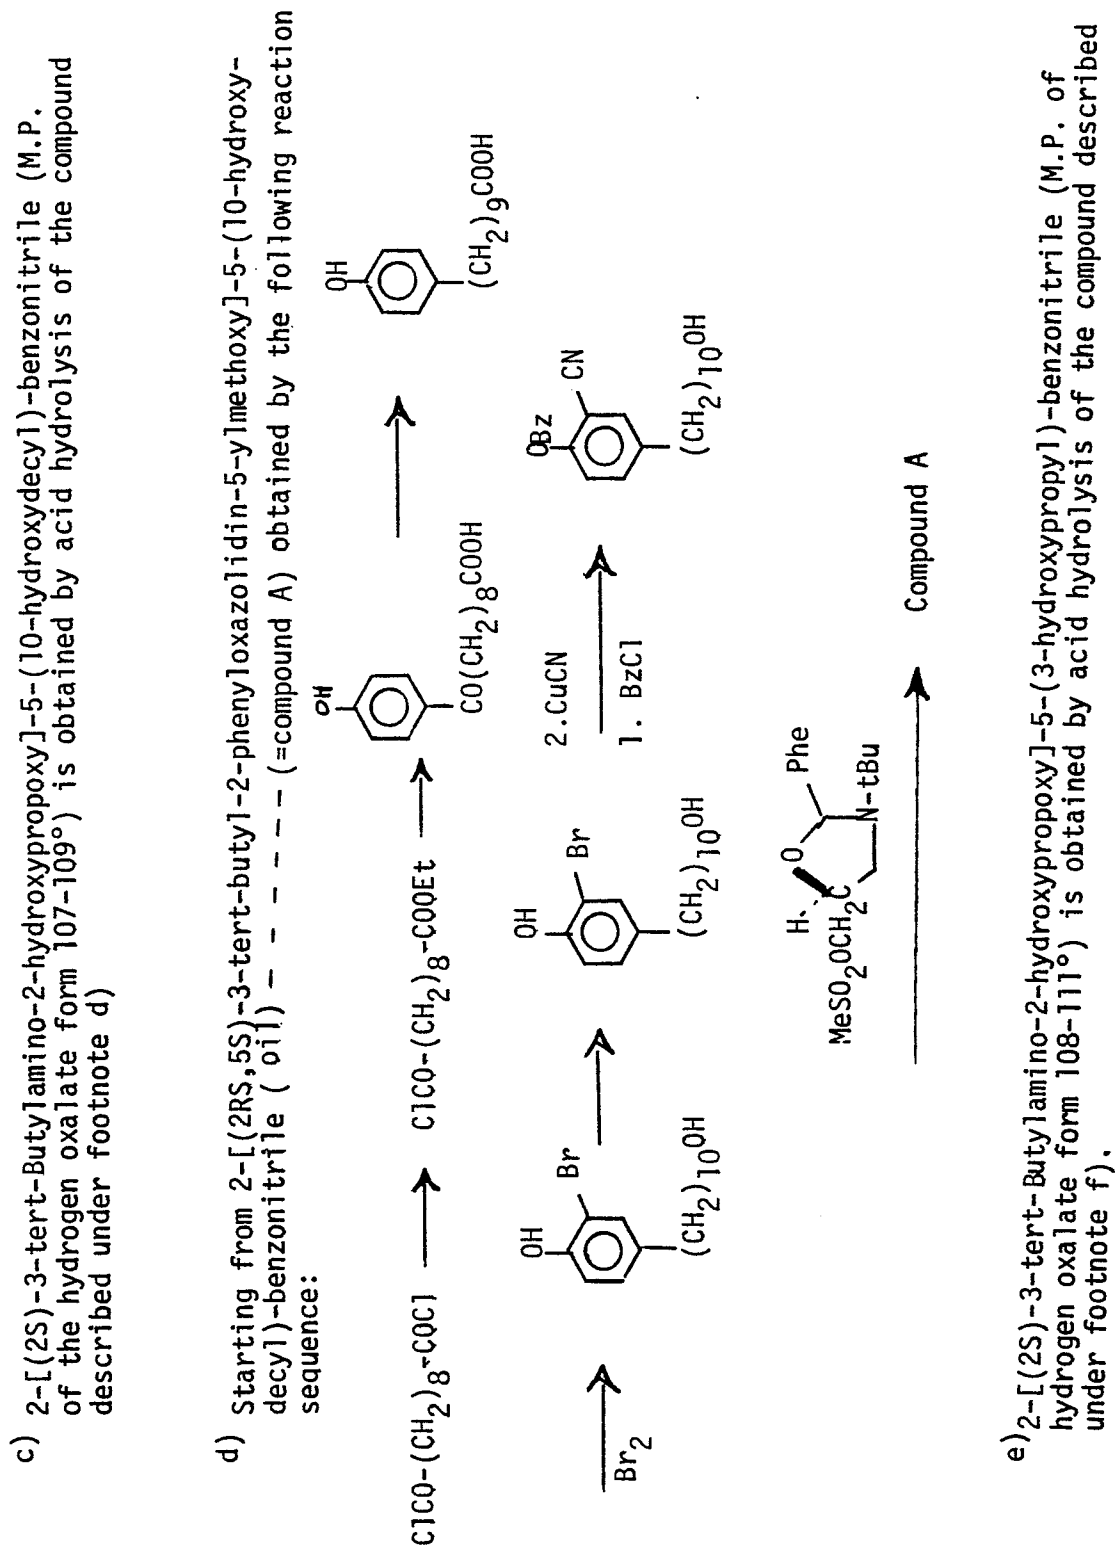 c) 2-[(2S)-3-tert-Butylamino-2-hydroxypropoxy]-5-(10-hydroxydecyl)-benzonitrile (M.P.
of the hydrogen oxalate form 107-109°) is obtained by acid hydrolysis of the compound
described under footnote d)
d) Starting from 2-[(2RS,5S)-3-tert-butyl-2-phenyloxazolidin-5-ylmethoxy]-5-(10-hydroxy-
decyl)-benzonitrile ( oil) - - - - - - (=compound A) obtained by the following reaction
sequence:
ClCO-(CH2)8-COCl
ClCO-(CH2)8-COOEt
OH
CO(CH2)8COOH
OH
(CH2)9COOH
Br2
OH
Br
(CH2)10OH
OH
Br
(CH2)10OH
2.CuCN
1. BzCl
OBz
CN
(CH2)10OH
H
O
Phe
MeSO2OCH2C
N-tBu
Compound A
e) 2-[(2S)-3-tert-Butylamino-2-hydroxypropoxy]-5-(3-hydroxypropyl)-benzonitrile (M.P. of
hydrogen oxalate form 108-111°) is obtained by acid hydrolysis of the compound described
under footnote f).